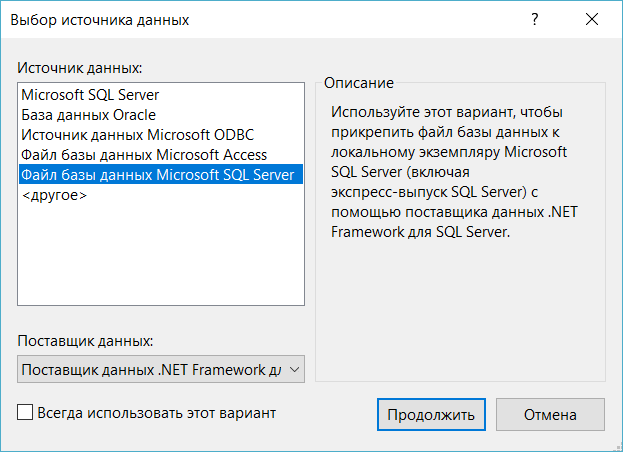 Выбор источника данных
?
Источник данных:
Microsoft SQL Server
База данных Oracle
Источник данных Microsoft ODBC
Файл базы данных Microsoft Access
Файл базы данных Microsoft SQL Server
<другое>
Описание
Используйте этот вариант, чтобы
прикрепить файл базы данных к
локальному экземпляру Microsoft
SQL Server (включая
экспресс-выпуск SQL Server) с
помощью поставщика данных .NET
Framework для SQL Server.
Поставщик данных:
Поставщик данных .NET Framework дл
Всегда использовать этот вариант
Продолжить
Отмена